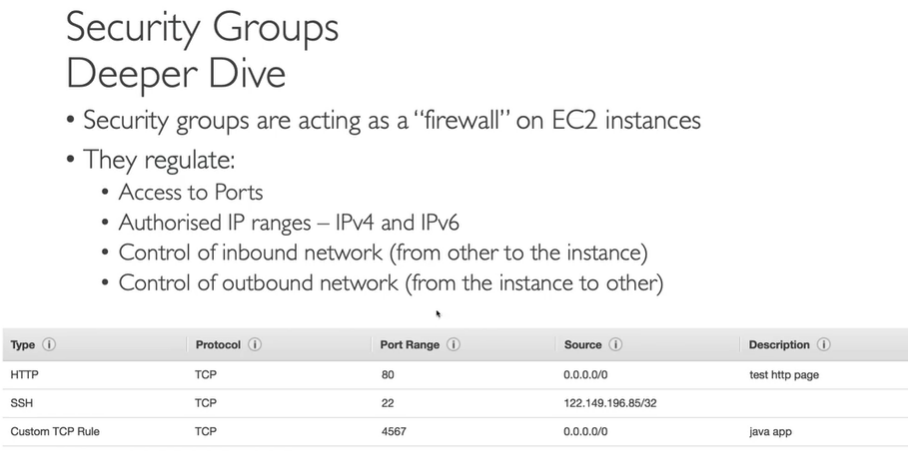 Security Groups
Deeper Dive
• Security groups are acting as a “firewall” on EC2 instances
• They regulate:
• Access to Ports
• Authorised IP ranges – IPv4 and IPv6
• Control of inbound network (from other to the instance)
• Control of outbound network (from the instance to other)
Type Protocol Port Range Source Description
HTTP TCP 80 0.0.0.0/0 test http page
SSH TCP 22 122.149.196.85/32
Custom TCP Rule TCP 4567 0.0.0.0/0 java app